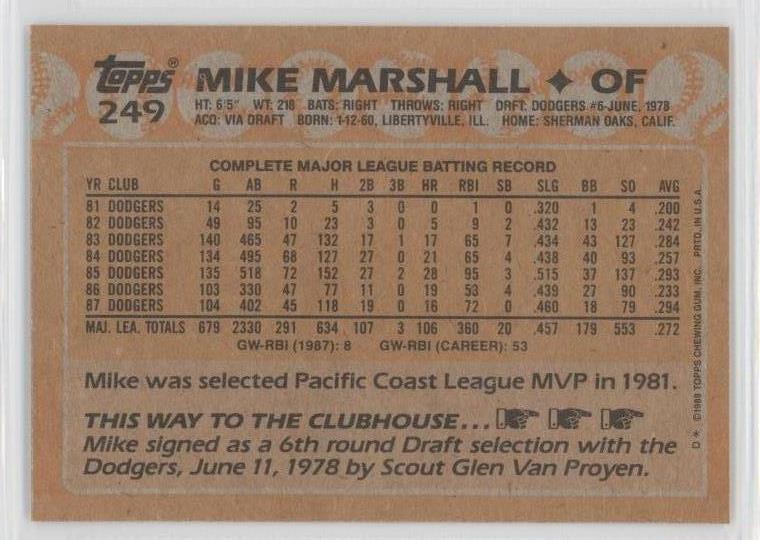 Topps® MIKE MARSHALL ✦ OF
249
HT: 6'5" WT: 218 BATS: RIGHT THROWS: RIGHT DRFT: DODGERS #6-JUNE, 1978
ACQ: VIA DRAFT BORN: 1-12-60, LIBERTYVILLE, ILL. HOME: SHERMAN OAKS, CALIF.
COMPLETE MAJOR LEAGUE BATTING RECORD
YR CLUB G AB R H 2B 3B HR RBI SB SLG BB SO AVG
81 DODGERS 14 25 2 5 3 0 0 1 0 .320 1 4 .200
82 DODGERS 49 95 10 23 3 0 5 9 2 .432 13 23 .242
83 DODGERS 140 465 47 132 17 1 17 65 7 .434 43 127 .284
84 DODGERS 134 495 68 127 27 0 21 65 4 .438 40 93 .257
85 DODGERS 135 518 72 152 27 2 28 95 3 .515 37 137 .293
86 DODGERS 103 330 47 77 11 0 19 53 4 .439 27 90 .233
87 DODGERS 104 402 45 118 19 0 16 72 0 .460 18 79 .294
MAJ. LEA. TOTALS 679 2330 291 634 107 3 106 360 20 .457 179 553 .272
GW-RBI (1987): 8 GW-RBI (CAREER): 53
Mike was selected Pacific Coast League MVP in 1981.
THIS WAY TO THE CLUBHOUSE...
Mike signed as a 6th round Draft selection with the
Dodgers, June 11, 1978 by Scout Glen Van Proyen.
D* ©1988 TOPPS CHEWING GUM, INC. PRTD. IN U.S.A.